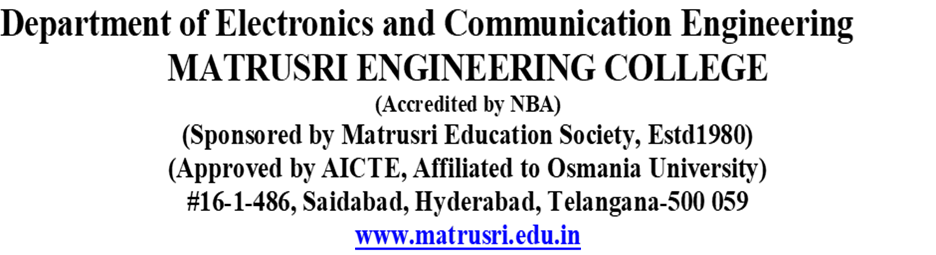 Department of Electronics and Communication Engineering
MATRUSRI ENGINEERING COLLEGE
(Accredited by NBA)
(Sponsored by Matrusri Education Society, Estd1980)
(Approved by AICTE, Affiliated to Osmania University)
#16-1-486, Saidabad, Hyderabad, Telangana-500 059
www.matrusri.edu.in